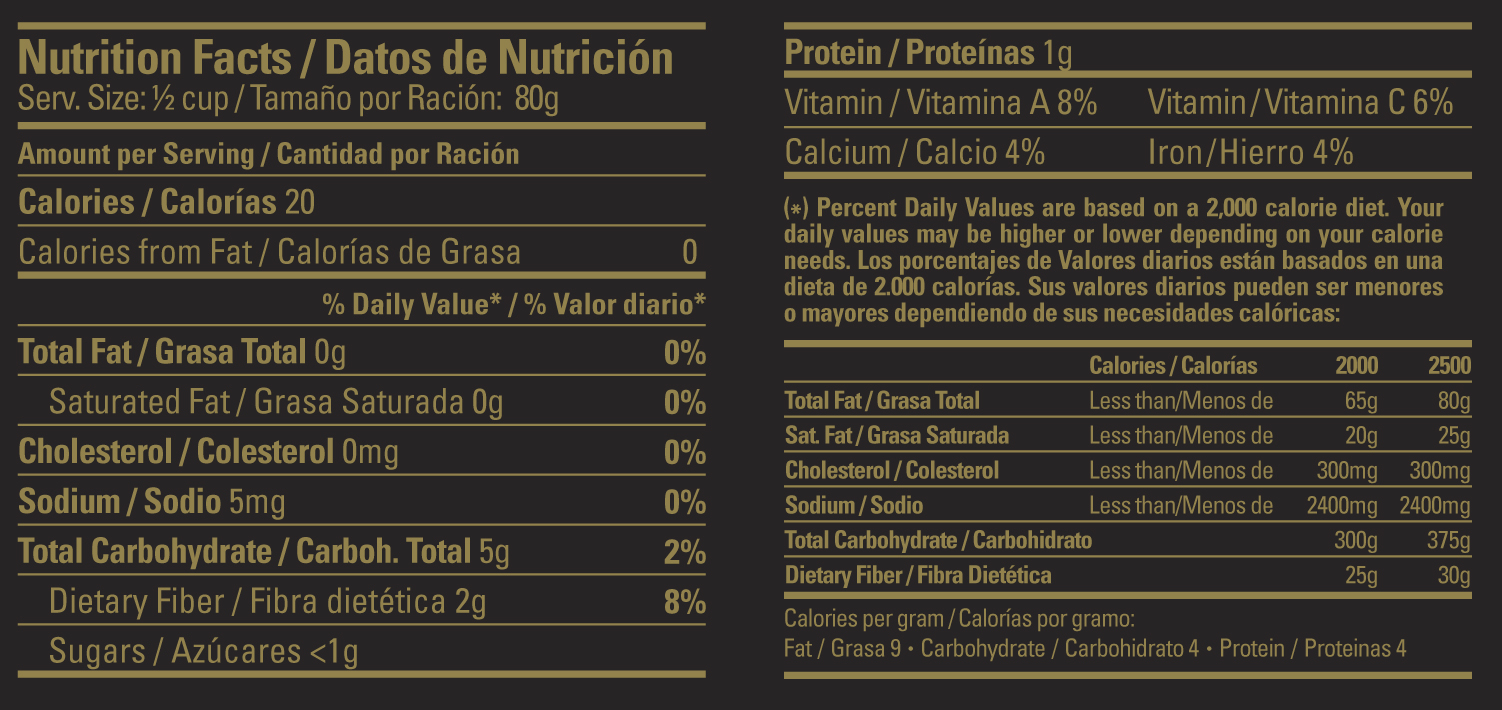 Nutrition Facts / Datos de Nutrición
Serv. Size: ½ cup / Tamaño por Ración: 80g
Amount per Serving / Cantidad por Ración
Calories / Calorías 20
Calories from Fat / Calorías de Grasa 0
% Daily Value* / % Valor diario*
Total Fat / Grasa Total 0g 0%
Saturated Fat / Grasa Saturada 0g 0%
Cholesterol / Colesterol 0mg 0%
Sodium / Sodio 5mg 0%
Total Carbohydrate / Carboh. Total 5g 2%
Dietary Fiber / Fibra dietética 2g 8%
Sugars / Azúcares <1g
Protein / Proteínas 1g
Vitamin / Vitamina A 8% Vitamin / Vitamina C 6%
Calcium / Calcio 4% Iron / Hierro 4%
(*) Percent Daily Values are based on a 2,000 calorie diet. Your
daily values may be higher or lower depending on your calorie
needs. Los porcentajes de Valores diarios están basados en una
dieta de 2.000 calorías. Sus valores diarios pueden ser menores
o mayores dependiendo de sus necesidades calóricas:
Calories / Calorías 2000 2500
Total Fat / Grasa Total Less than/Menos de 65g 80g
Sat. Fat / Grasa Saturada Less than/Menos de 20g 25g
Cholesterol / Colesterol Less than/Menos de 300mg 300mg
Sodium / Sodio Less than/Menos de 2400mg 2400mg
Total Carbohydrate / Carbohidrato 300g 375g
Dietary Fiber / Fibra Dietética 25g 30g
Calories per gram / Calorías por gramo:
Fat / Grasa 9 • Carbohydrate / Carbohidrato 4 • Protein / Proteinas 4